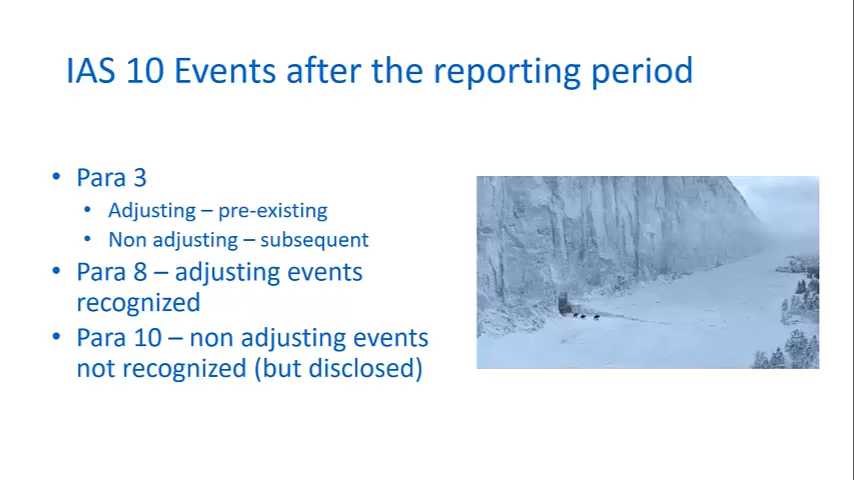 IAS 10 Events after the reporting period
• Para 3
• Adjusting – pre-existing
• Non adjusting – subsequent
• Para 8 – adjusting events
recognized
• Para 10 – non adjusting events
not recognized (but disclosed)